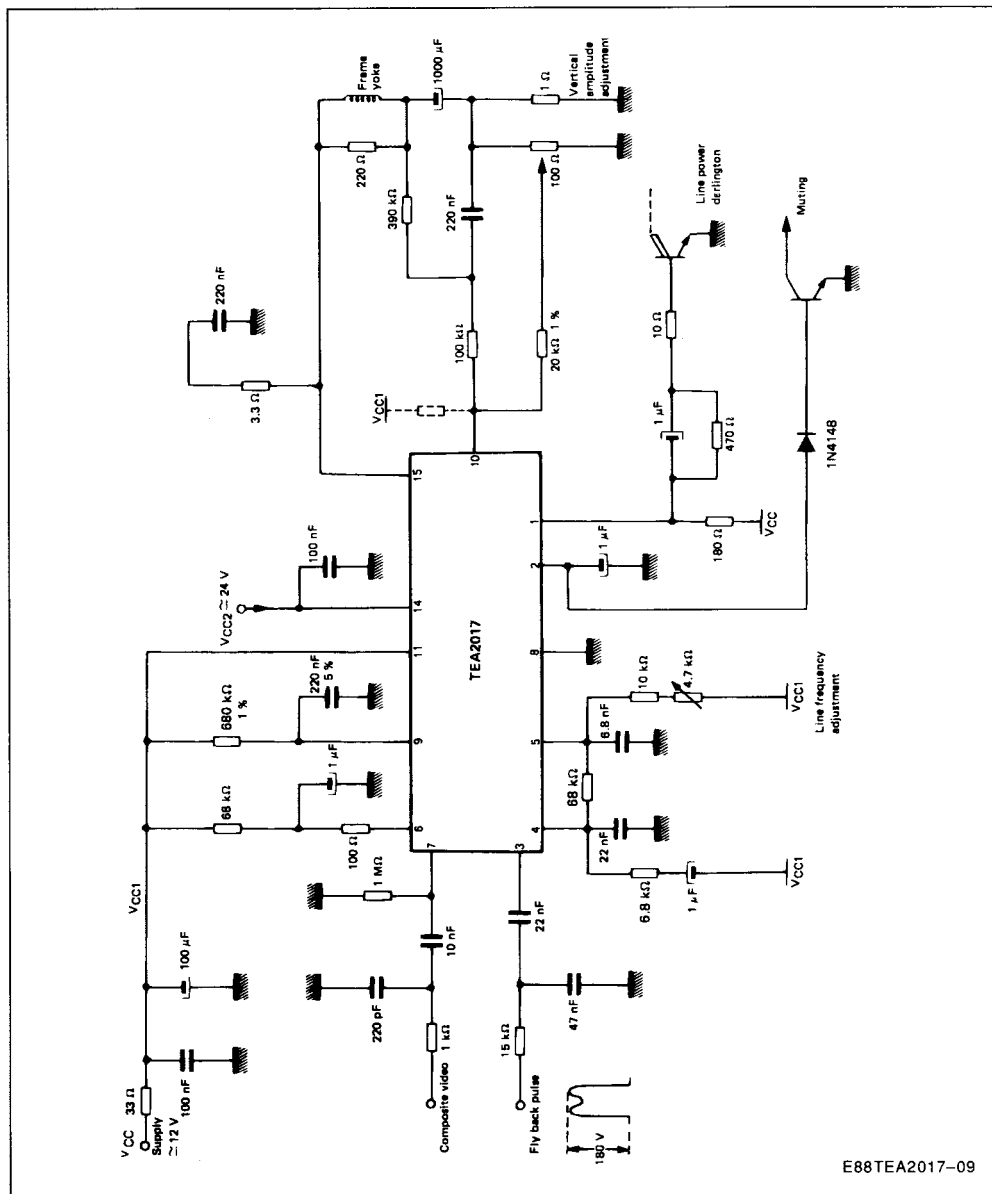 Frame
yoke
1000 µF
Vertical
amplitude
adjustment
220 Ω
1 Ω
390 kΩ
220 nF
100 Ω
220 nF
3.3 Ω
100 kΩ
20 kΩ 1 %
VCC1
Line power
darlington
Muting
10 Ω
1 µF
470 Ω
1N4148
15
10
VCC2 ≃ 24 V
100 nF
14
TEA2017
1
180 Ω
VCC
2
1 µF
11
680 kΩ
1 %
220 nF
5 %
9
8
68 kΩ
1 µF
100 Ω
6
5
6.8 nF
10 kΩ
4.7 kΩ
VCC1
Line frequency
adjustment
68 kΩ
4
22 nF
6.8 kΩ
1 µF
VCC1
7
3
VCC1
1 MΩ
10 nF
22 nF
100 µF
220 pF
1 kΩ
47 nF
15 kΩ
33 Ω
100 nF
VCC
Supply
≃ 12 V
Composite video
Fly back pulse
180 V
E88TEA2017-09